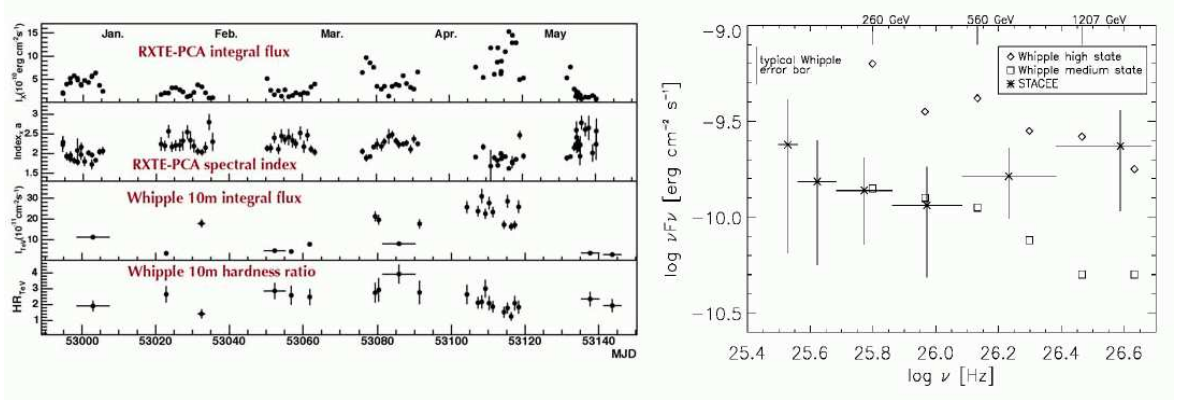 Jan. Feb. Mar. Apr. May
RXTE-PCA integral flux
I_X(10^10 erg cm^-2 s^-1)
15
10
5
RXTE-PCA spectral index
Index, a
3
2.5
2
1.5
Whipple 10m integral flux
I_TeV(10^-11 cm^-2 s^-1)
30
20
10
Whipple 10m hardness ratio
HR_TeV
4
3
2
1
53000 53020 53040 53060 53080 53100 53120 53140
MJD
260 GeV 560 GeV 1207 GeV
typical Whipple
error bar
◇ Whipple high state
□ Whipple medium state
✳ STACEE
log νFν [erg cm⁻² s⁻¹]
−9.0
−9.5
−10.0
−10.5
25.4 25.6 25.8 26.0 26.2 26.4 26.6
log ν [Hz]